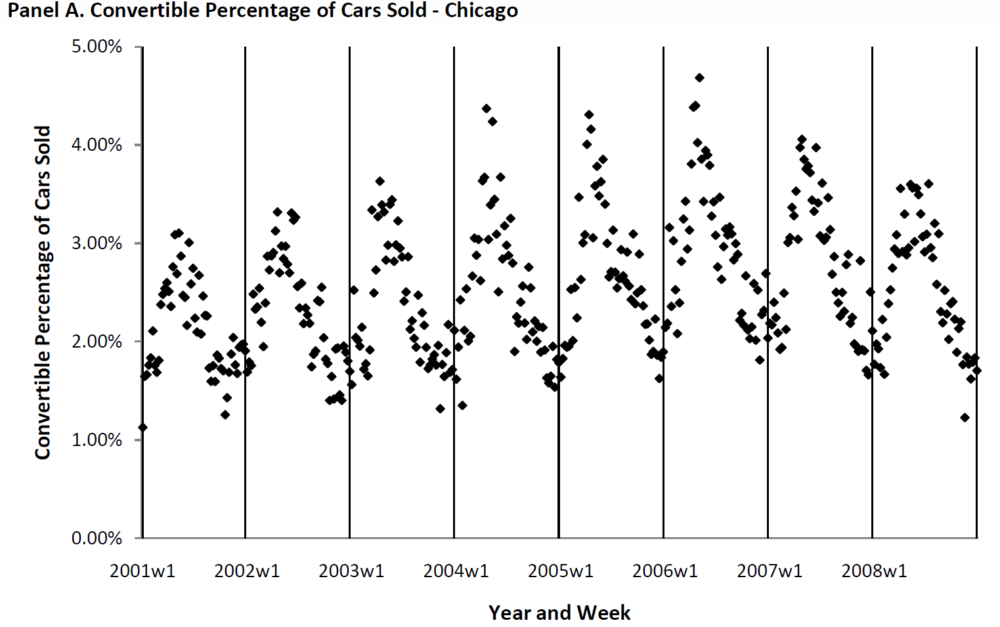 Panel A. Convertible Percentage of Cars Sold - Chicago
5.00%
4.00%
3.00%
2.00%
1.00%
0.00%
Convertible Percentage of Cars Sold
2001w1 2002w1 2003w1 2004w1 2005w1 2006w1 2007w1 2008w1
Year and Week